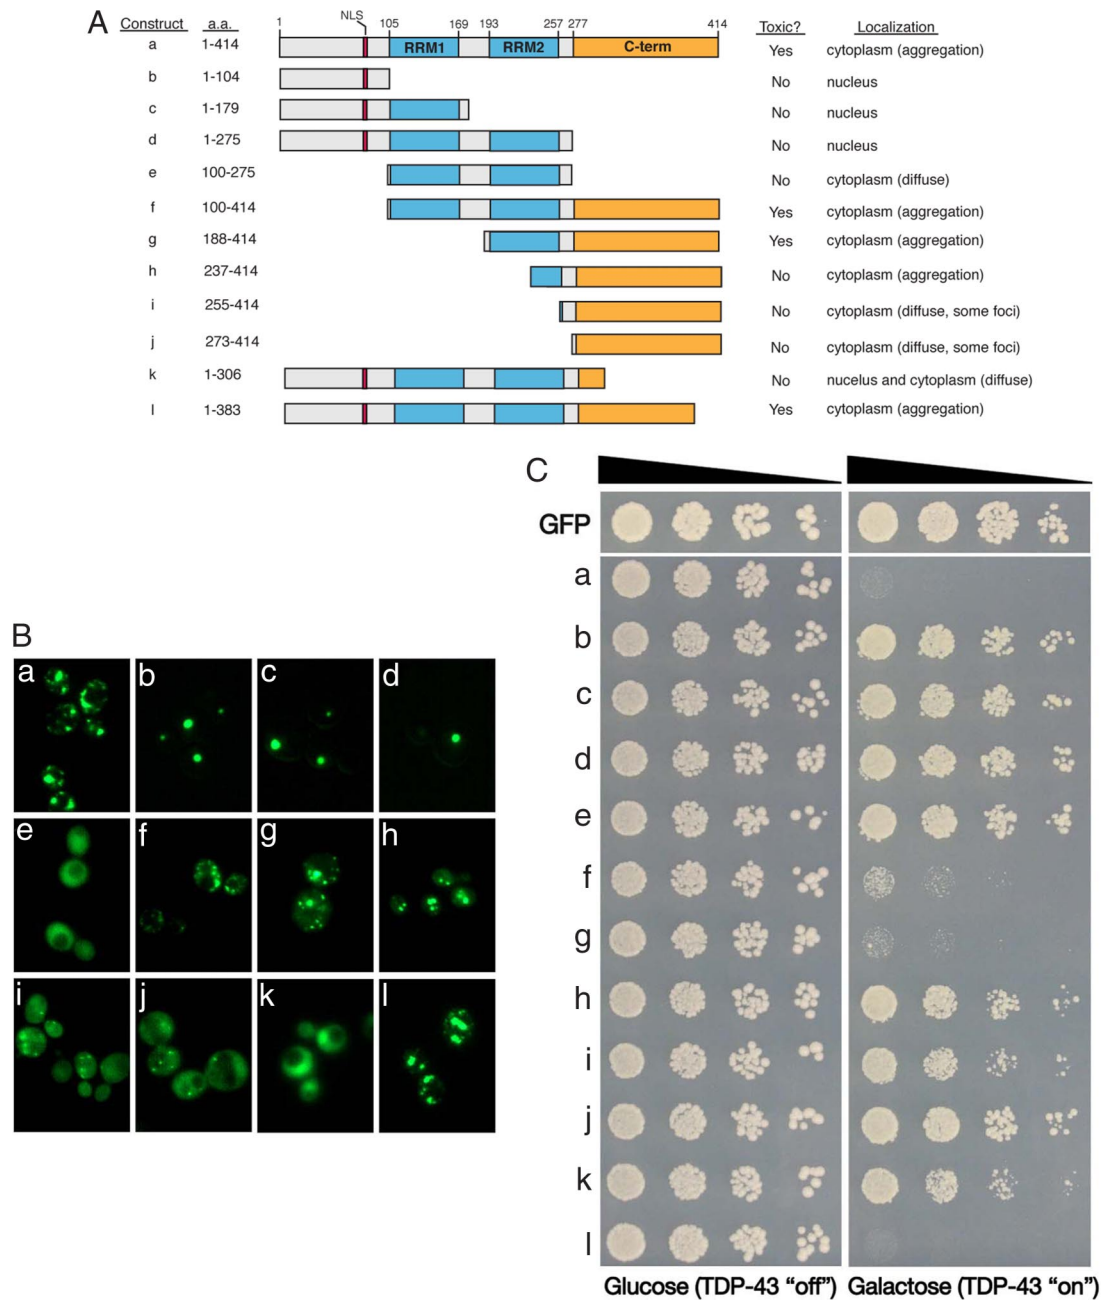 A
Construct a.a. 1 NLS 105 169 193 257 277 414 Toxic? Localization
a 1-414 RRM1 RRM2 C-term Yes cytoplasm (aggregation)
b 1-104 No nucleus
c 1-179 No nucleus
d 1-275 No nucleus
e 100-275 No cytoplasm (diffuse)
f 100-414 Yes cytoplasm (aggregation)
g 188-414 Yes cytoplasm (aggregation)
h 237-414 No cytoplasm (aggregation)
i 255-414 No cytoplasm (diffuse, some foci)
j 273-414 No cytoplasm (diffuse, some foci)
k 1-306 No nucelus and cytoplasm (diffuse)
l 1-383 Yes cytoplasm (aggregation)
B
a b c d
e f g h
i j k l
C
GFP
a
b
c
d
e
f
g
h
i
j
k
l
Glucose (TDP-43 “off”) Galactose (TDP-43 “on”)